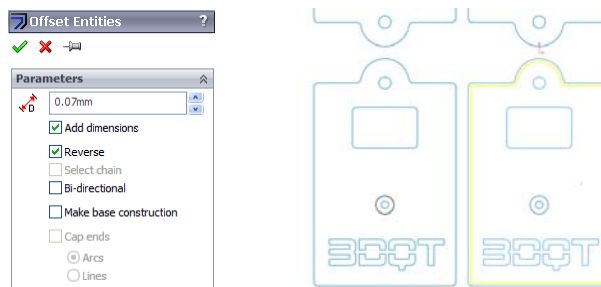 Offset Entities ?
Parameters
D
0.07mm
Add dimensions
Reverse
Select chain
Bi-directional
Make base construction
Cap ends
Arcs
Lines
3DQT 3DQT